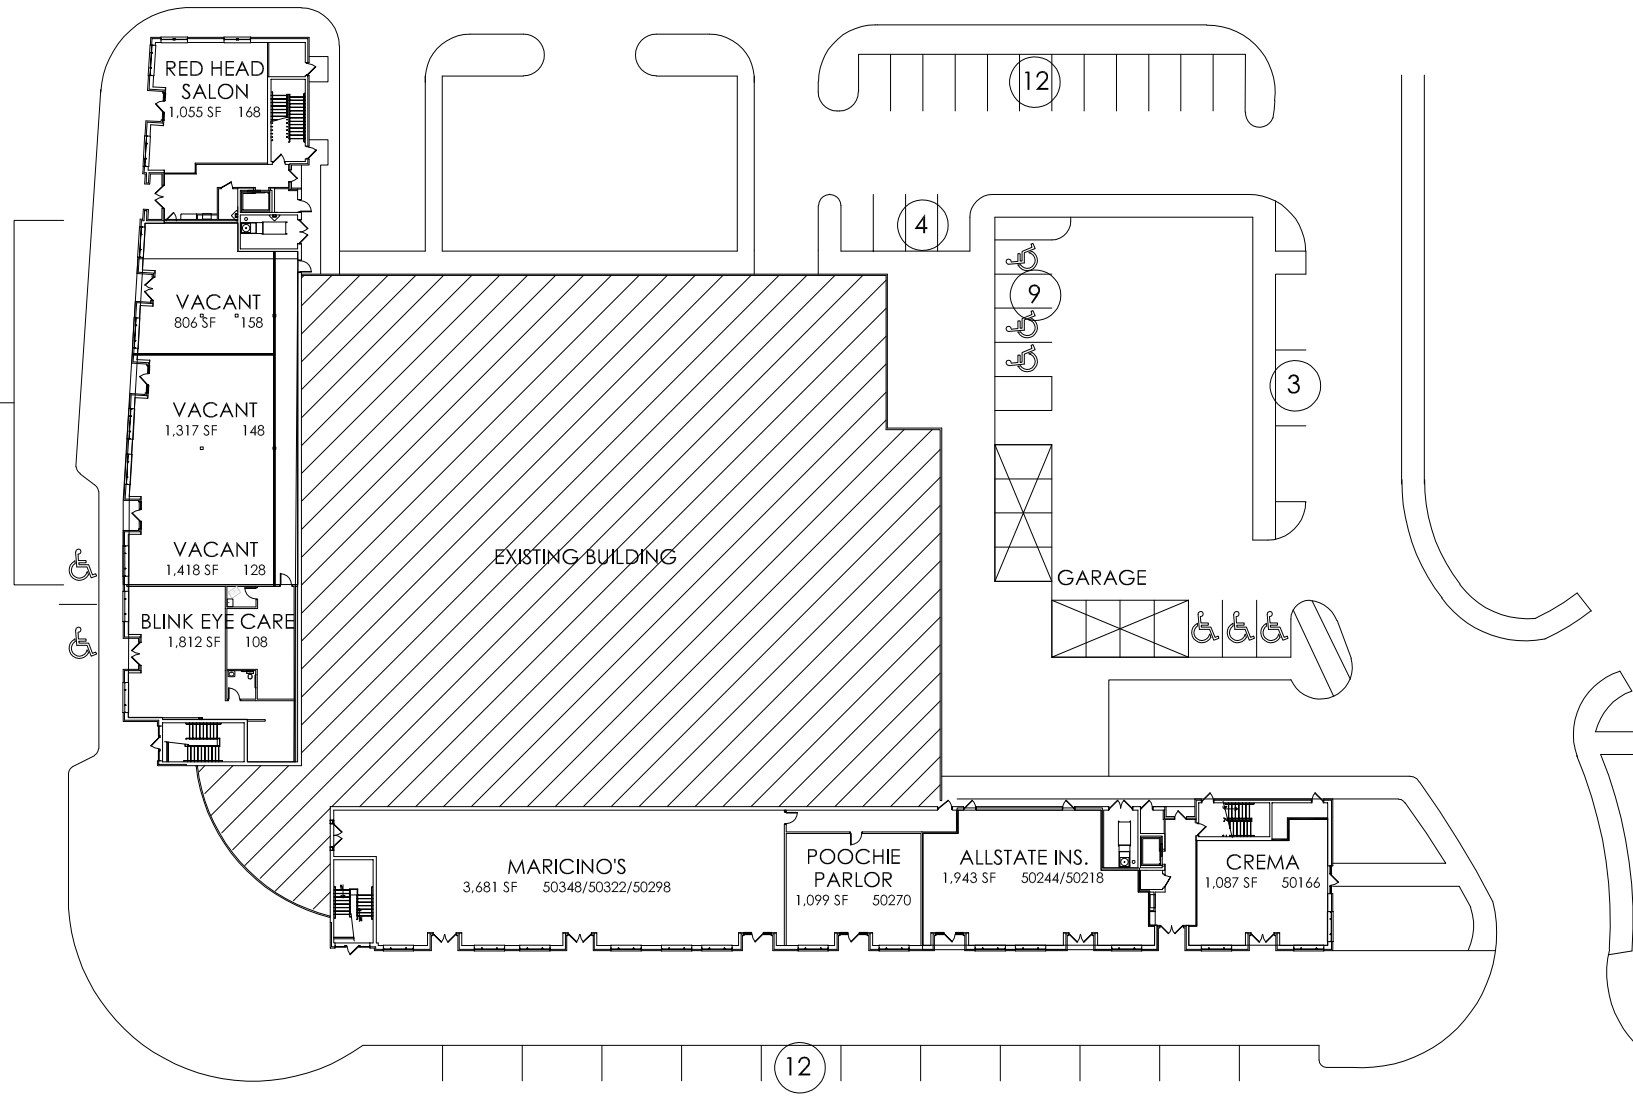 RED HEAD
SALON
1,055 SF 168
12
4
VACANT
806 SF 158
9
3
VACANT
1,317 SF 148
EXISTING BUILDING
VACANT
1,418 SF 128
GARAGE
BLINK EYE CARE
1,812 SF 108
MARICINO'S
3,681 SF 50348/50322/50298
POOCHIE
PARLOR
1,099 SF 50270
ALLSTATE INS.
1,943 SF 50244/50218
CREMA
1,087 SF 50166
12